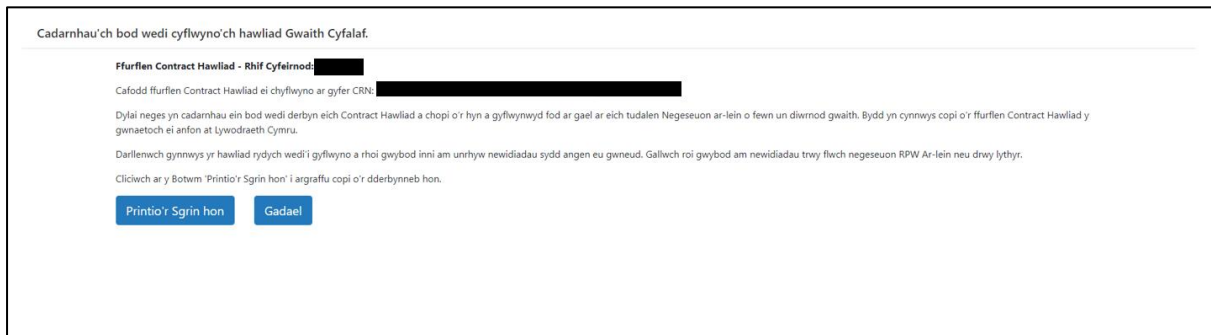 Cadarnhau'ch bod wedi cyflwyno'ch hawliad Gwaith Cyfalaf.
Ffurflen Contract Hawliad - Rhif Cyfeirnod:
Cafodd ffurflen Contract Hawliad ei chyflwyno ar gyfer CRN:
Dylai neges yn cadarnhau ein bod wedi derbyn eich Contract Hawliad a chopi o'r hyn a gyflwynwyd fod ar gael ar eich tudalen Negeseuon ar-lein o fewn un diwrnod gwaith. Bydd yn cynnwys copi o'r ffurflen Contract Hawliad y
gwnaetoch ei anfon at Lywodraeth Cymru.
Darllenwch gynnwys yr hawliad rydych wedi'i gyflwyno a rhoi gwybod inni am unrhyw newidiadau sydd angen eu gwneud. Gallwch roi gwybod am newidiadau trwy flwch negeseuon RPW Ar-lein neu drwy lythyr.
Cliciwch ar y Botwm 'Printio'r Sgrin hon' i argraffu copi o'r dderbynneb hon.
Printio'r Sgrin hon Gadael